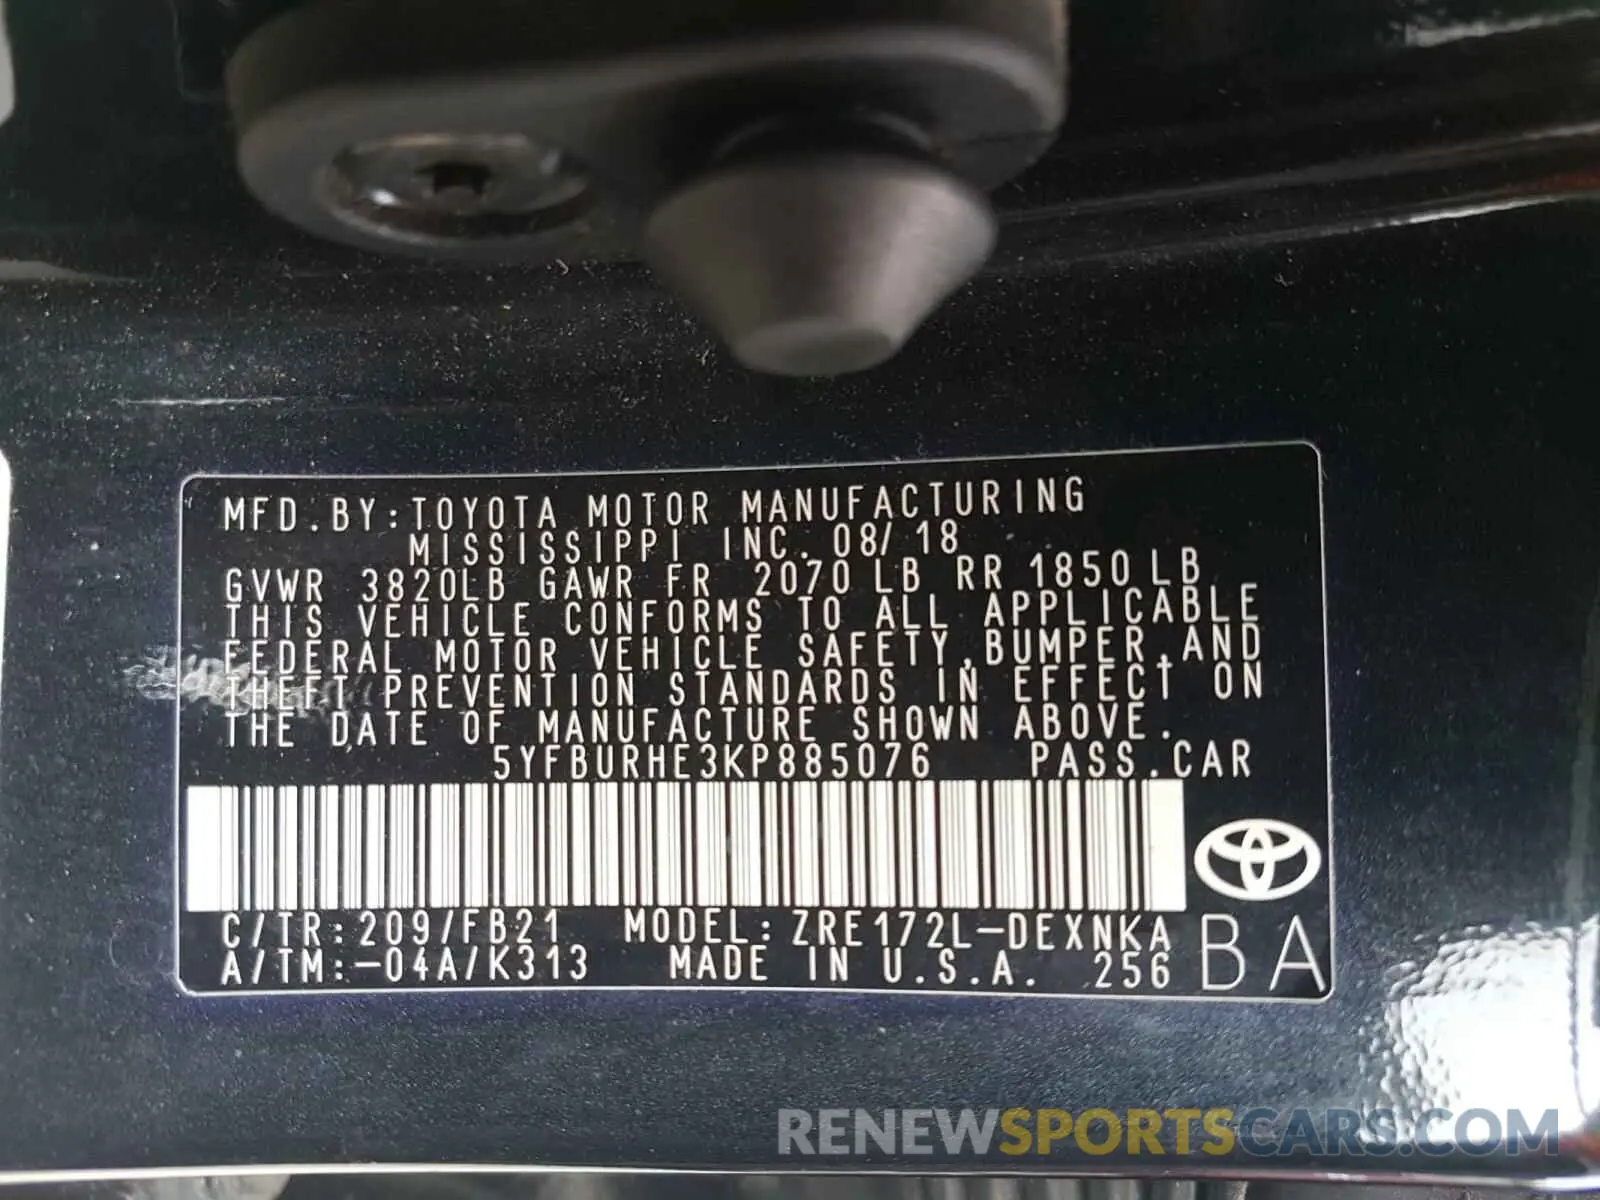 MFD.BY:TOYOTA MOTOR MANUFACTURING
MISSISSIPPI INC. 08/18
GVWR 3820LB GAWR FR 2070 LB RR 1850 LB
THIS VEHICLE CONFORMS TO ALL APPLICABLE
FEDERAL MOTOR VEHICLE SAFETY,BUMPER,AND
THEFT PREVENTION STANDARDS IN EFFECT ON
THE DATE OF MANUFACTURE SHOWN ABOVE.
5YFBURHE3KP885076 PASS.CAR
C/TR:209/FB21 MODEL:ZRE172L-DEXNKA
A/TM:-04A/K313 MADE IN U.S.A. 256 BA
RENEWSPORTSCARS.COM